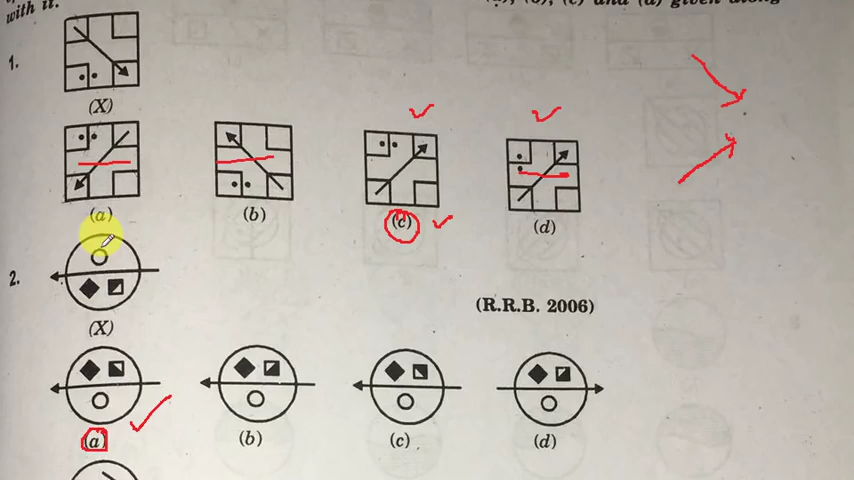 with it.
(a), (b), (c) and (d) given along
1.
(X)
(a) (b) (c) (d)
2.
(X)
(R.R.B. 2006)
(a) (b) (c) (d)